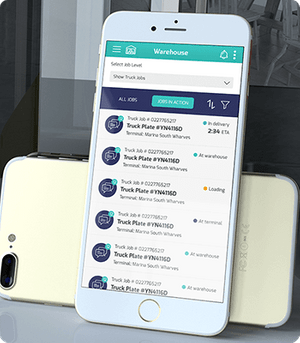 Warehouse
Select Job Level
Show Truck Jobs
ALL JOBS JOBS IN ACTION
Truck Job # 0227765217 In delivery
Truck Plate #YN4116D 2:34 ETA
Terminal: Marina South Wharves
Truck Job # 0227765217 At warehouse
Truck Plate #YN4116D
Terminal: Marina South Wharves
Truck Job # 0227765217 Loading
Truck Plate #YN4116D
Terminal: Marina South Wharves
Truck Job # 0227765217 At terminal
Truck Plate #YN4116D
Terminal: Marina South Wharves
Truck Job # 0227765217 At warehouse
Truck Plate #YN4116D
Terminal: Marina South Wharves
Truck Job # 0227765217 At warehouse
Truck Plate #YN4116D